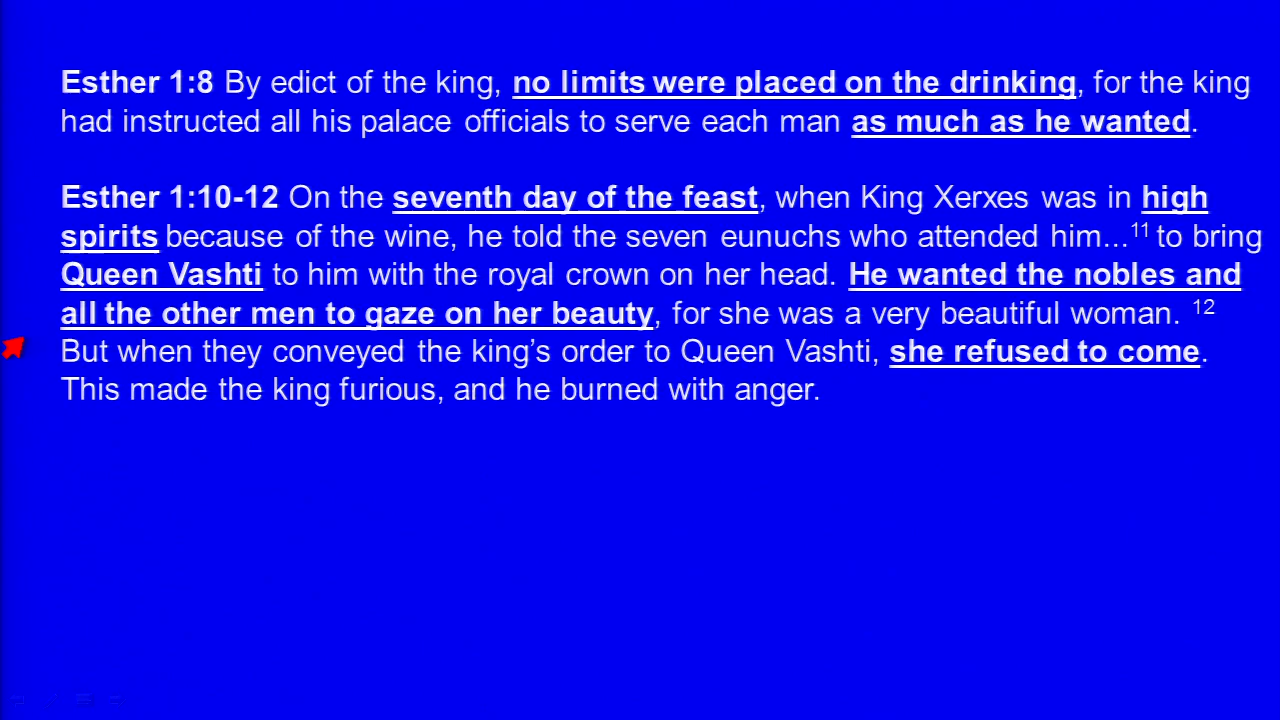 Esther 1:8 By edict of the king, no limits were placed on the drinking, for the king
had instructed all his palace officials to serve each man as much as he wanted.
Esther 1:10-12 On the seventh day of the feast, when King Xerxes was in high
spirits because of the wine, he told the seven eunuchs who attended him...¹¹ to bring
Queen Vashti to him with the royal crown on her head. He wanted the nobles and
all the other men to gaze on her beauty, for she was a very beautiful woman. ¹²
But when they conveyed the king’s order to Queen Vashti, she refused to come.
This made the king furious, and he burned with anger.